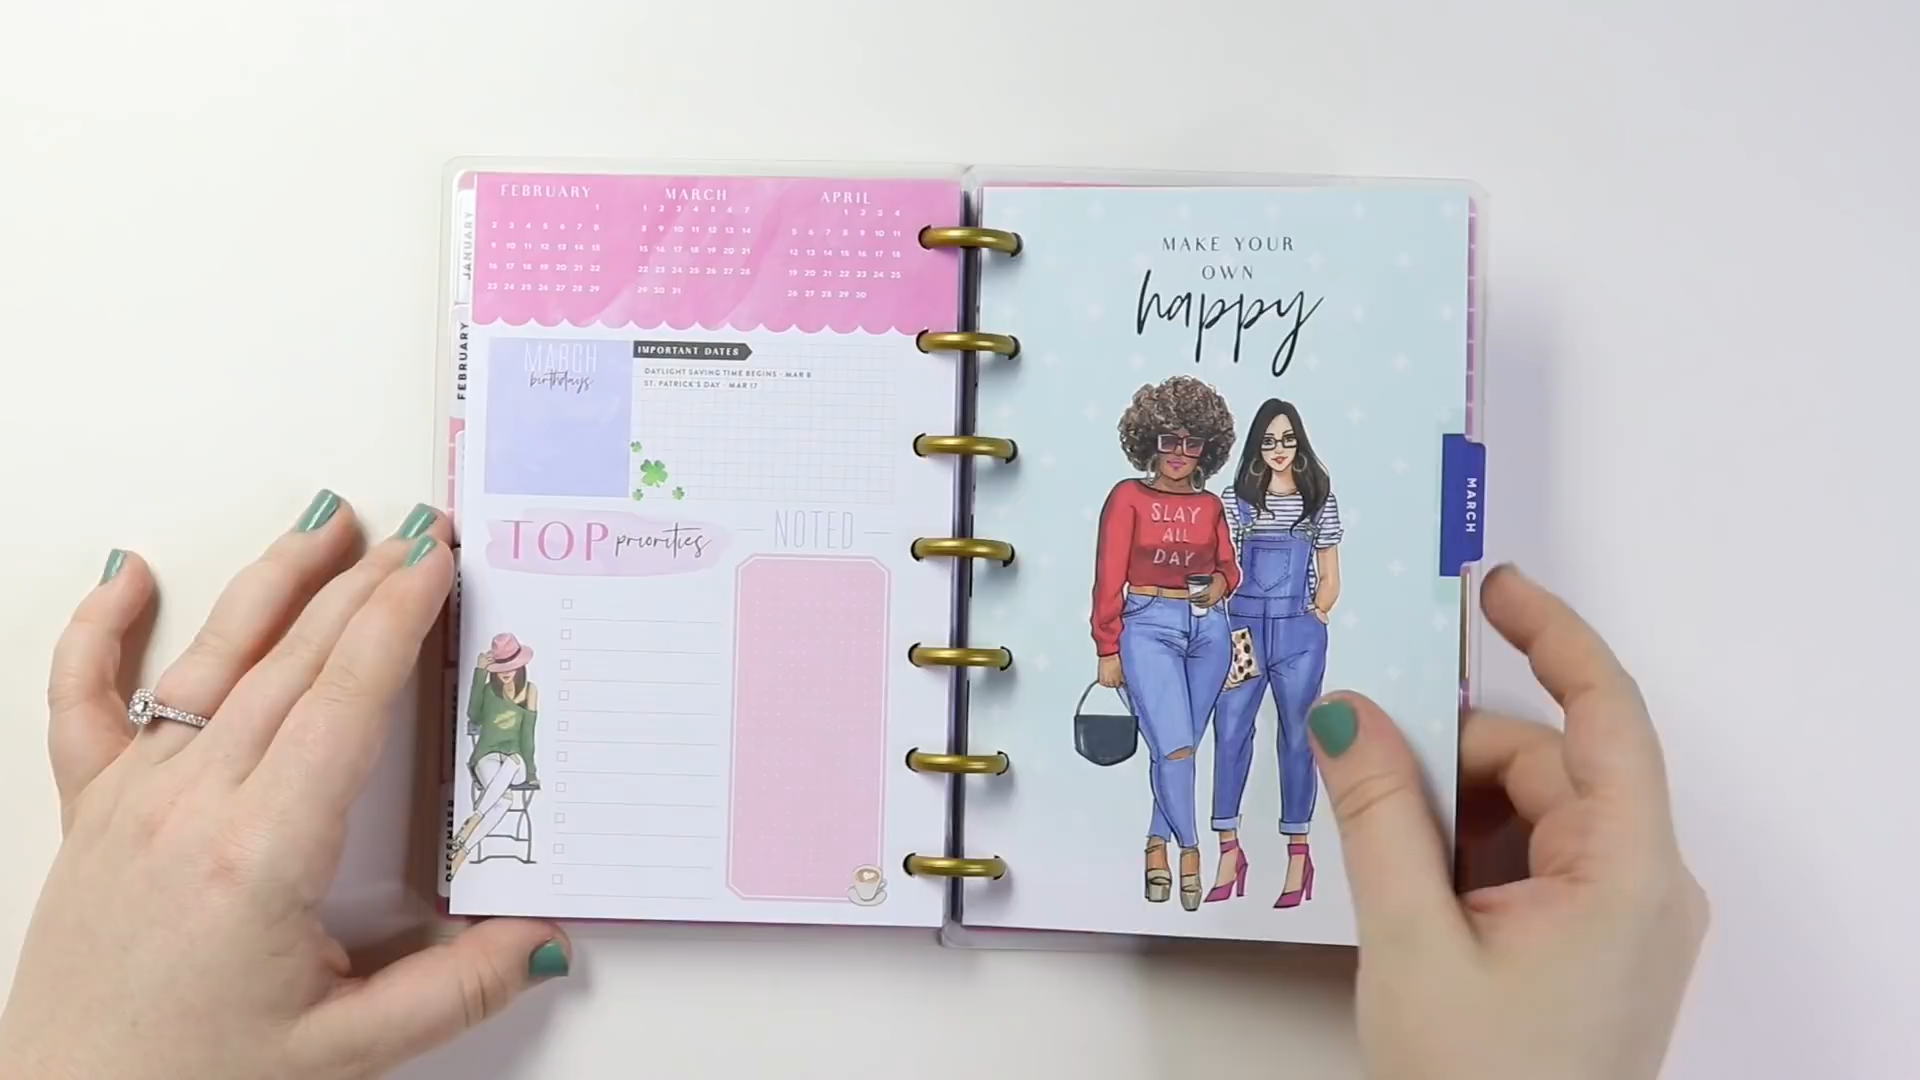 JANUARY
FEBRUARY
DECEMBER
FEBRUARY
1
2 3 4 5 6 7 8
9 10 11 12 13 14 15
16 17 18 19 20 21 22
23 24 25 26 27 28 29
MARCH
1 2 3 4 5 6 7
8 9 10 11 12 13 14
15 16 17 18 19 20 21
22 23 24 25 26 27 28
29 30 31
APRIL
1 2 3 4
5 6 7 8 9 10 11
12 13 14 15 16 17 18
19 20 21 22 23 24 25
26 27 28 29 30
MARCH
birthdays
IMPORTANT DATES
DAYLIGHT SAVING TIME BEGINS - MAR 8
ST. PATRICK'S DAY - MAR 17
TOP priorities
NOTED
MAKE YOUR
OWN
happy
SLAY
ALL
DAY
MARCH